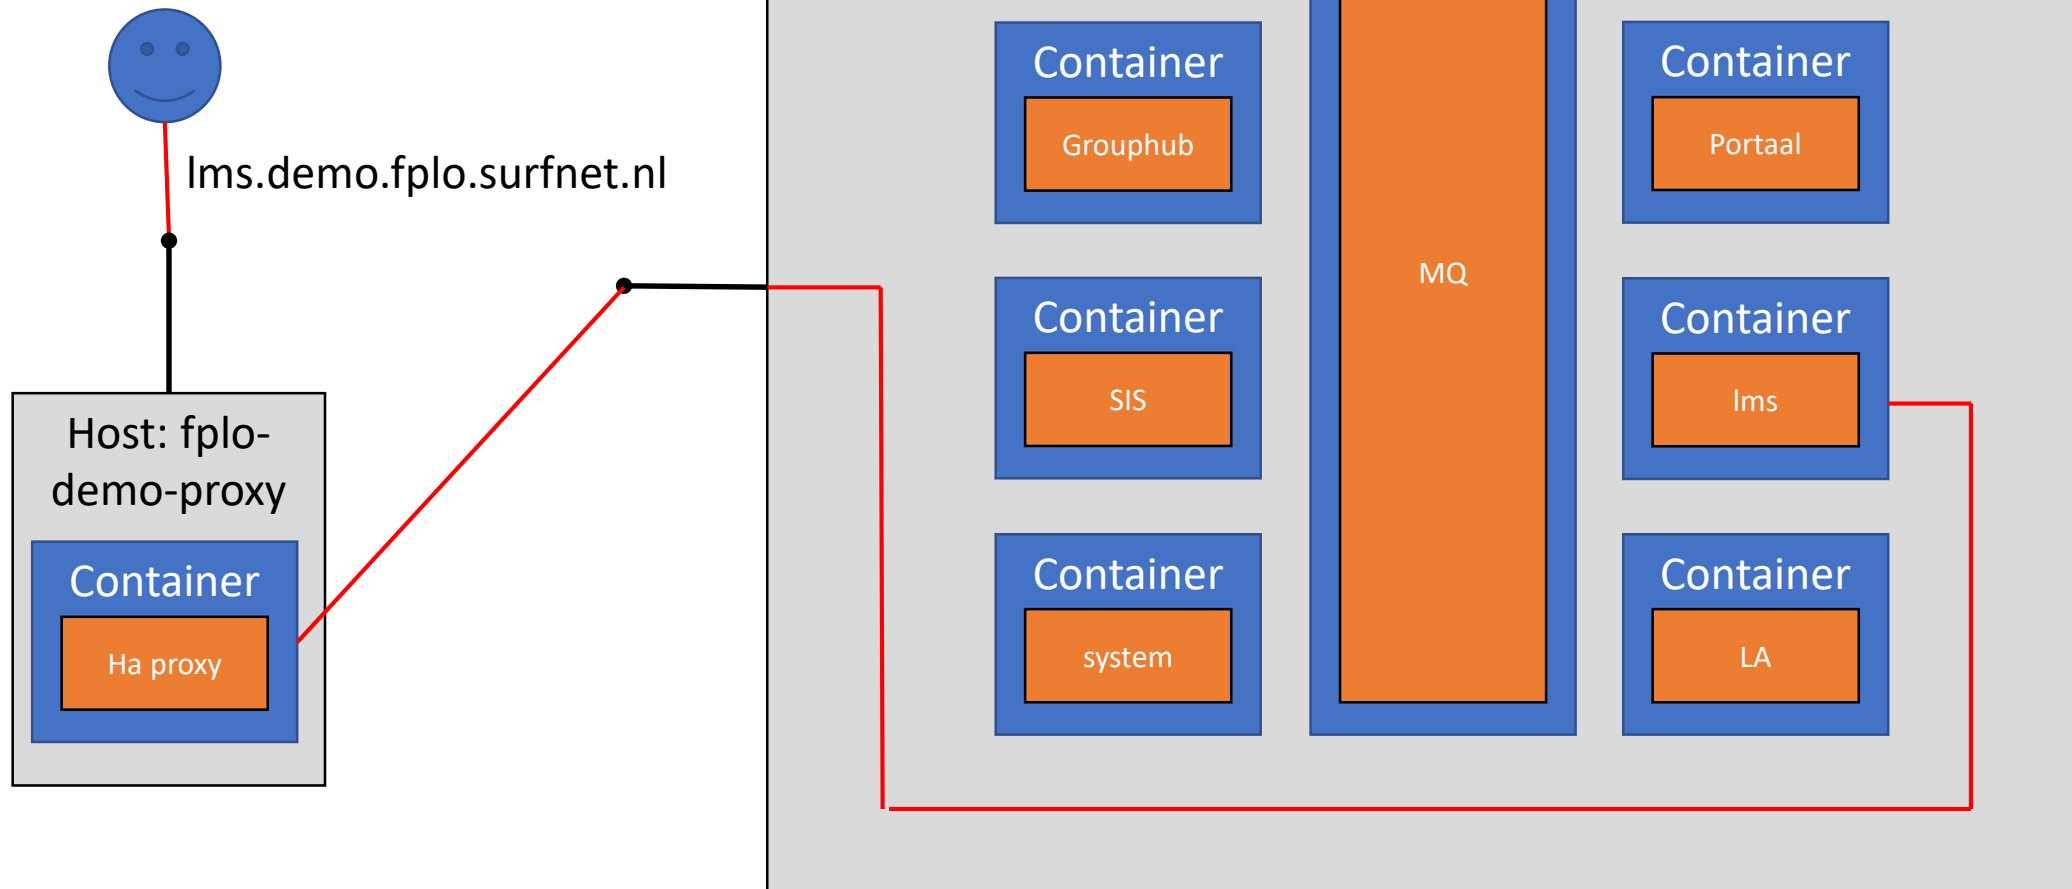 lms.demo.fplo.surfnet.nl
Host: fplo-
demo-proxy
Container
Ha proxy
Container
Grouphub
Container
SIS
Container
system
MQ
Container
Portaal
Container
lms
Container
LA